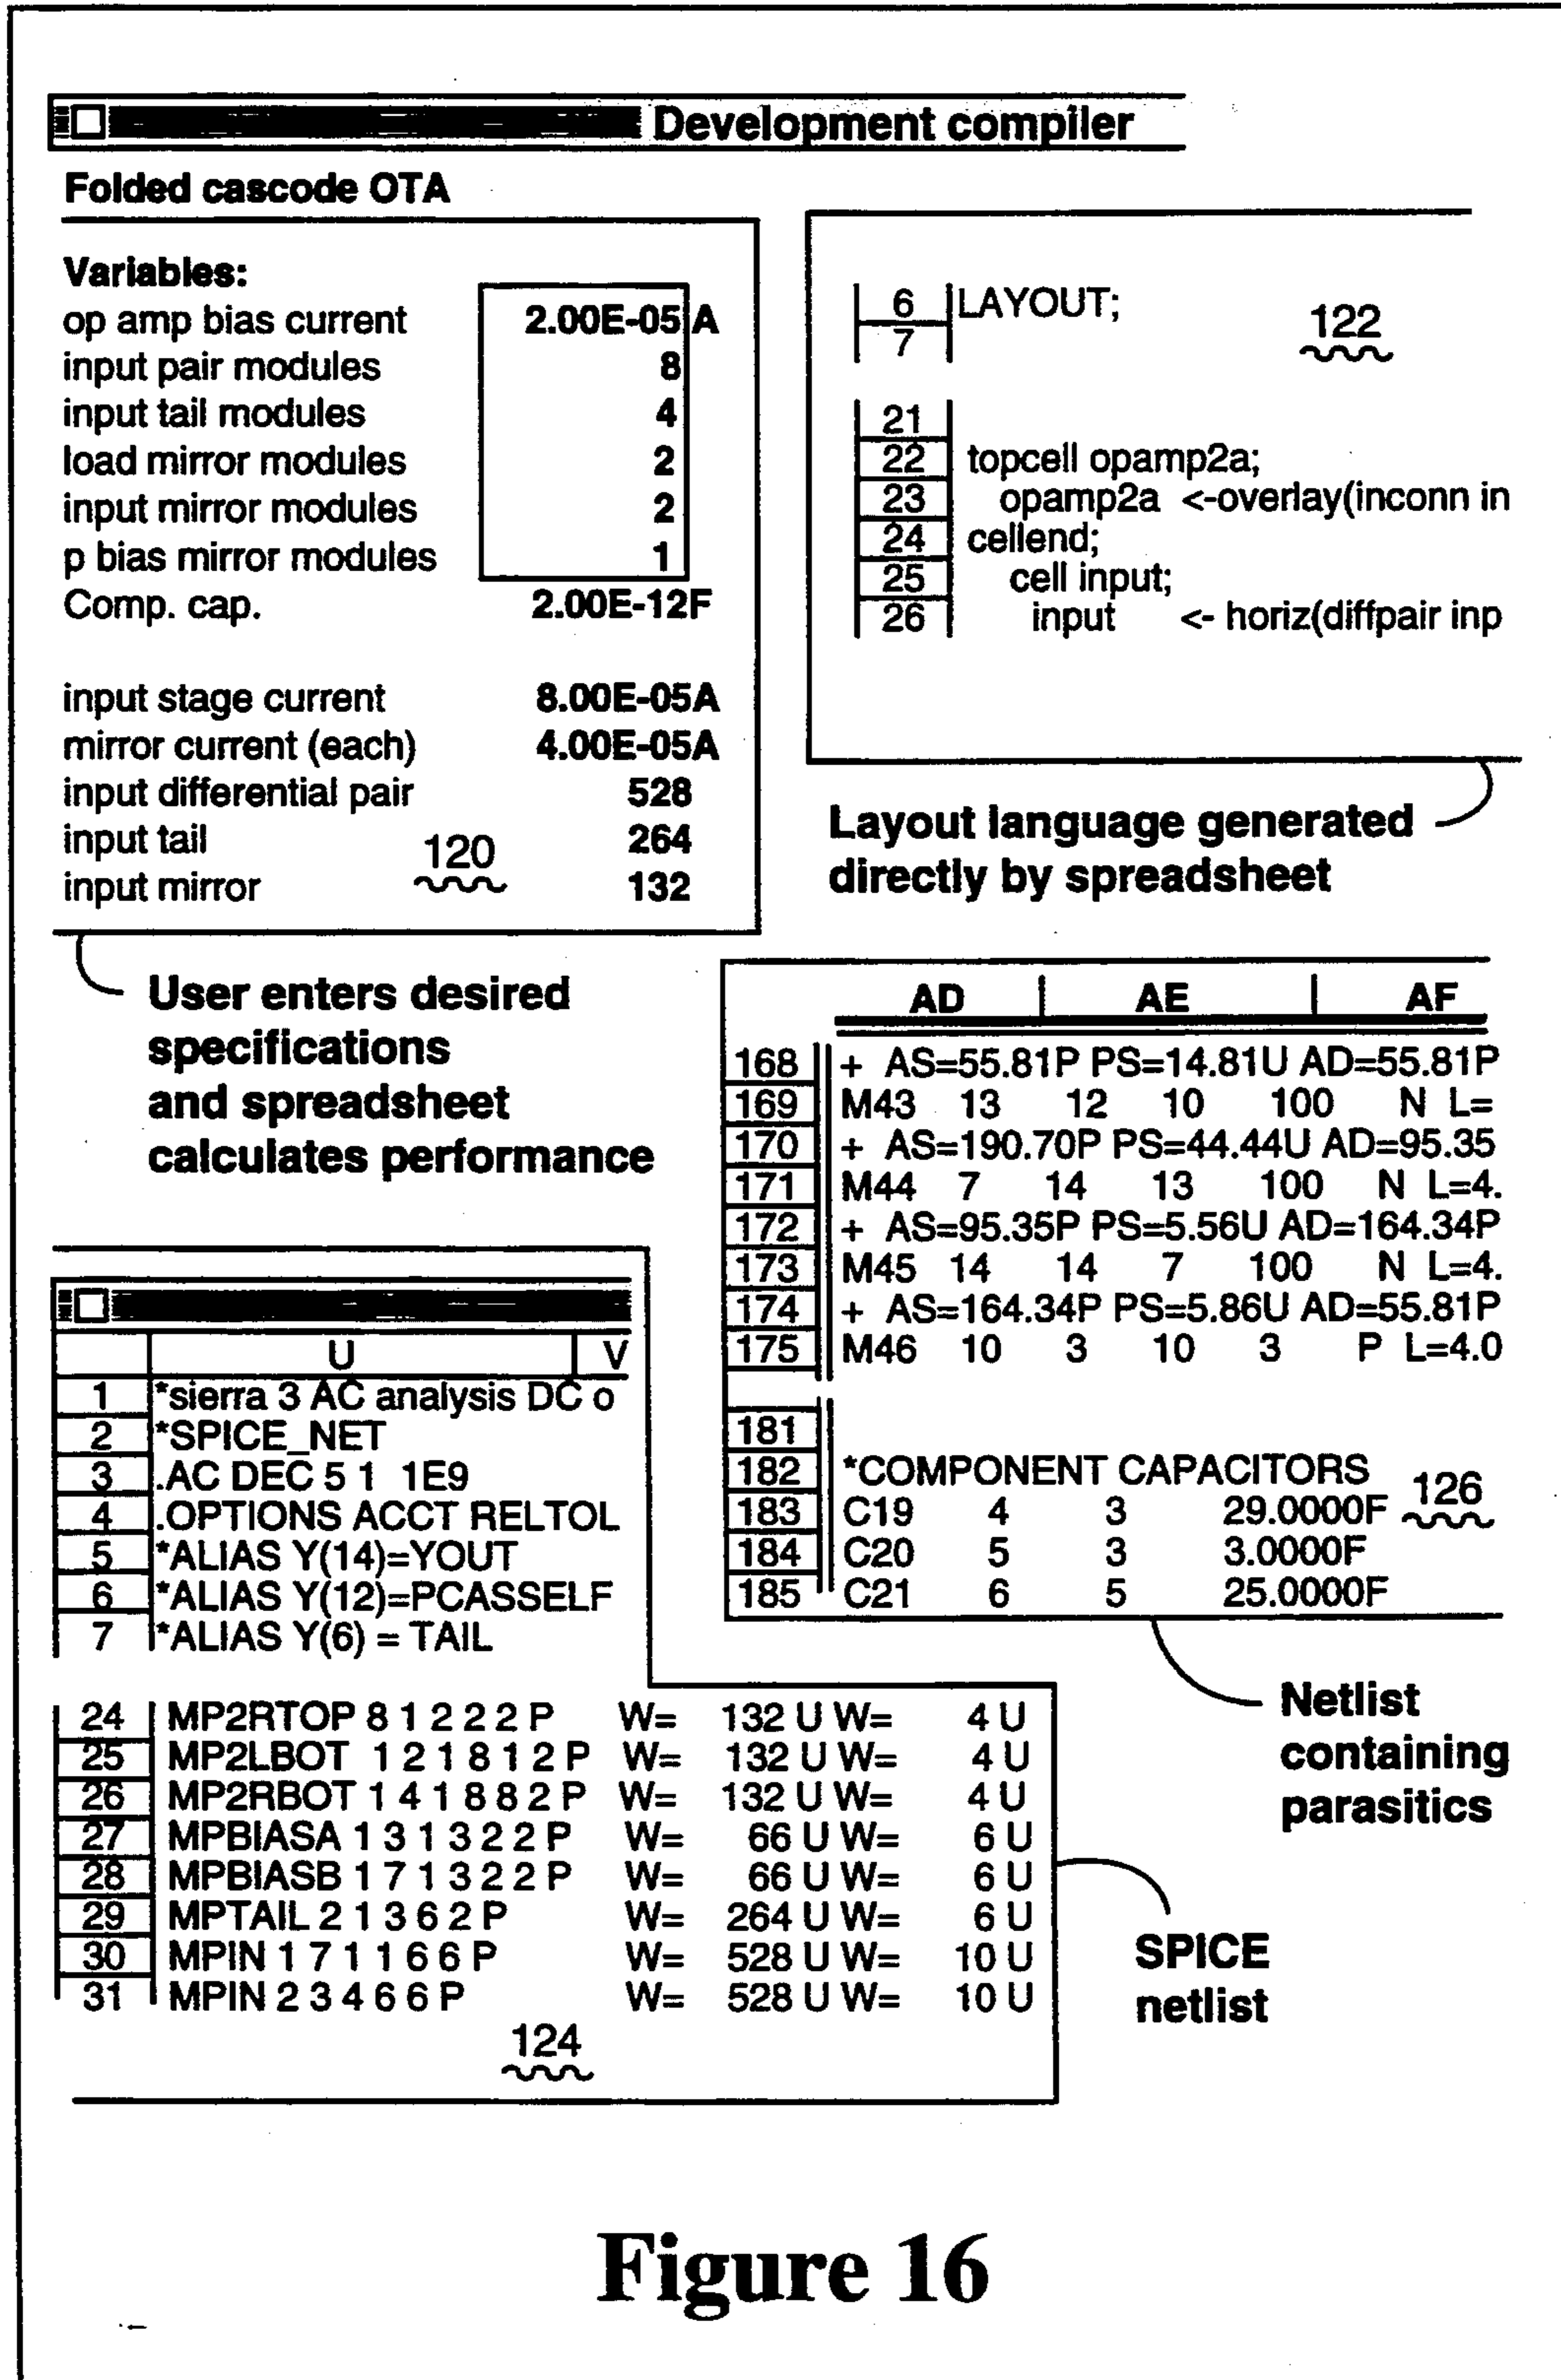 Development compiler
Folded cascode OTA
Variables:
op amp bias current 2.00E-05 A
input pair modules 8
input tail modules 4
load mirror modules 2
input mirror modules 2
p bias mirror modules 1
Comp. cap. 2.00E-12F
input stage current 8.00E-05A
mirror current (each) 4.00E-05A
input differential pair 528
input tail 264
input mirror 132
120
User enters desired
specifications
and spreadsheet
calculates performance
6 LAYOUT;
7
122
21
22 topcell opamp2a;
23 opamp2a <-overlay(inconn in
24 cellend;
25 cell input;
26 input <- horiz(diffpair inp
Layout language generated
directly by spreadsheet
AD AE AF
168 + AS=55.81P PS=14.81U AD=55.81P
169 M43 13 12 10 100 N L=
170 + AS=190.70P PS=44.44U AD=95.35
171 M44 7 14 13 100 N L=4.
172 + AS=95.35P PS=5.56U AD=164.34P
173 M45 14 14 7 100 N L=4.
174 + AS=164.34P PS=5.86U AD=55.81P
175 M46 10 3 10 3 P L=4.0
181
182 *COMPONENT CAPACITORS
183 C19 4 3 29.0000F
184 C20 5 3 3.0000F
185 C21 6 5 25.0000F
126
Netlist
containing
parasitics
U V
1 *sierra 3 AC analysis DC o
2 *SPICE_NET
3 .AC DEC 5 1 1E9
4 .OPTIONS ACCT RELTOL
5 *ALIAS Y(14)=YOUT
6 *ALIAS Y(12)=PCASSELF
7 *ALIAS Y(6) = TAIL
24 MP2RTOP 8 1 2 2 2 P W= 132 U W= 4 U
25 MP2LBOT 1 2 1 8 1 2 P W= 132 U W= 4 U
26 MP2RBOT 1 4 1 8 8 2 P W= 132 U W= 4 U
27 MPBIASA 1 3 1 3 2 2 P W= 66 U W= 6 U
28 MPBIASB 1 7 1 3 2 2 P W= 66 U W= 6 U
29 MPTAIL 2 1 3 6 2 P W= 264 U W= 6 U
30 MPIN 1 7 1 1 6 6 P W= 528 U W= 10 U
31 MPIN 2 3 4 6 6 P W= 528 U W= 10 U
124
SPICE
netlist
Figure 16